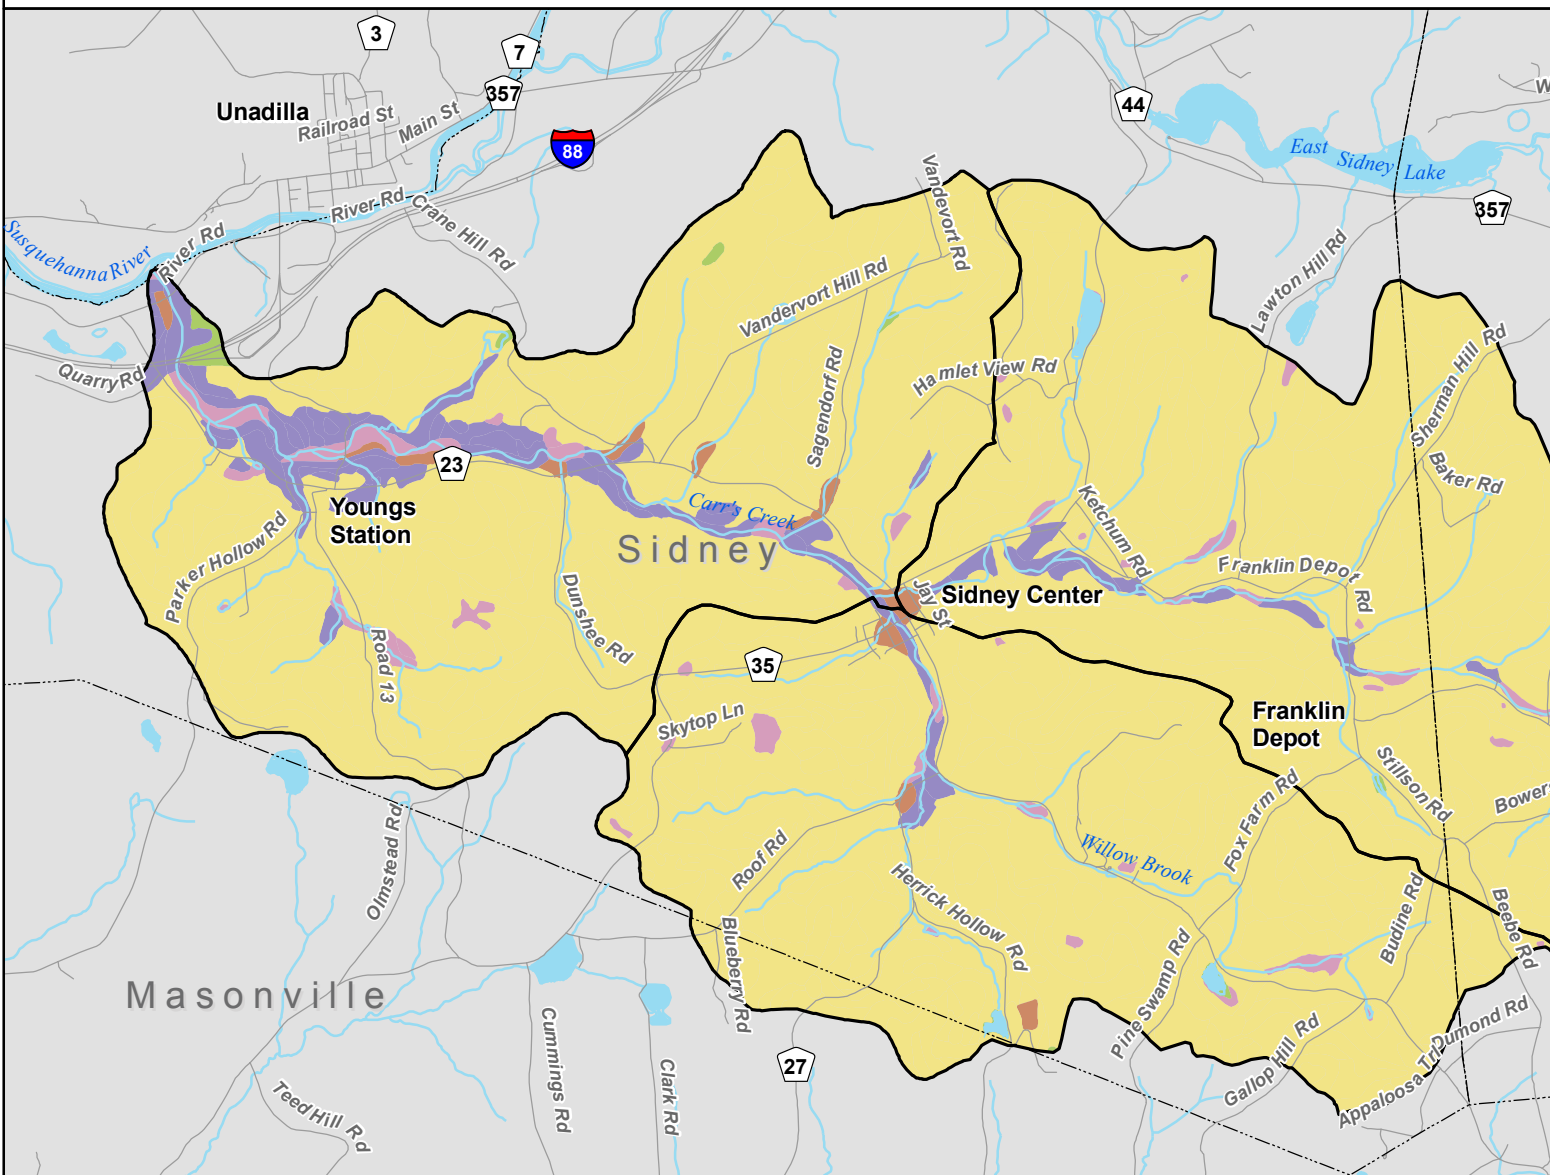 3
7
357
Unadilla
Railroad St
Main St
88
44
East Sidney Lake
357
River Rd
Crane Hill Rd
River Rd
Susquehanna River
Vandevort Rd
Lawton Hill Rd
Vandervort Hill Rd
Quarry Rd
Hamlet View Rd
Sagendorf Rd
Sherman Hill Rd
Baker Rd
23
Youngs
Station
Carr's Creek
Ketchum Rd
Sidney
Parker Hollow Rd
Franklin Depot Rd
Dunshee Rd
Jay St
Sidney Center
Road 13
35
Skytop Ln
Franklin
Depot
Stillson Rd
Bowers
Fox Farm Rd
Olmstead Rd
Roof Rd
Willow Brook
Herrick Hollow Rd
Budine Rd
Beebe Rd
Blueberry Rd
Pine Swamp Rd
Masonville
Cummings Rd
Clark Rd
27
Gallop Hill Rd
Dumond Rd
Appaloosa Trl
Teed Hill Rd